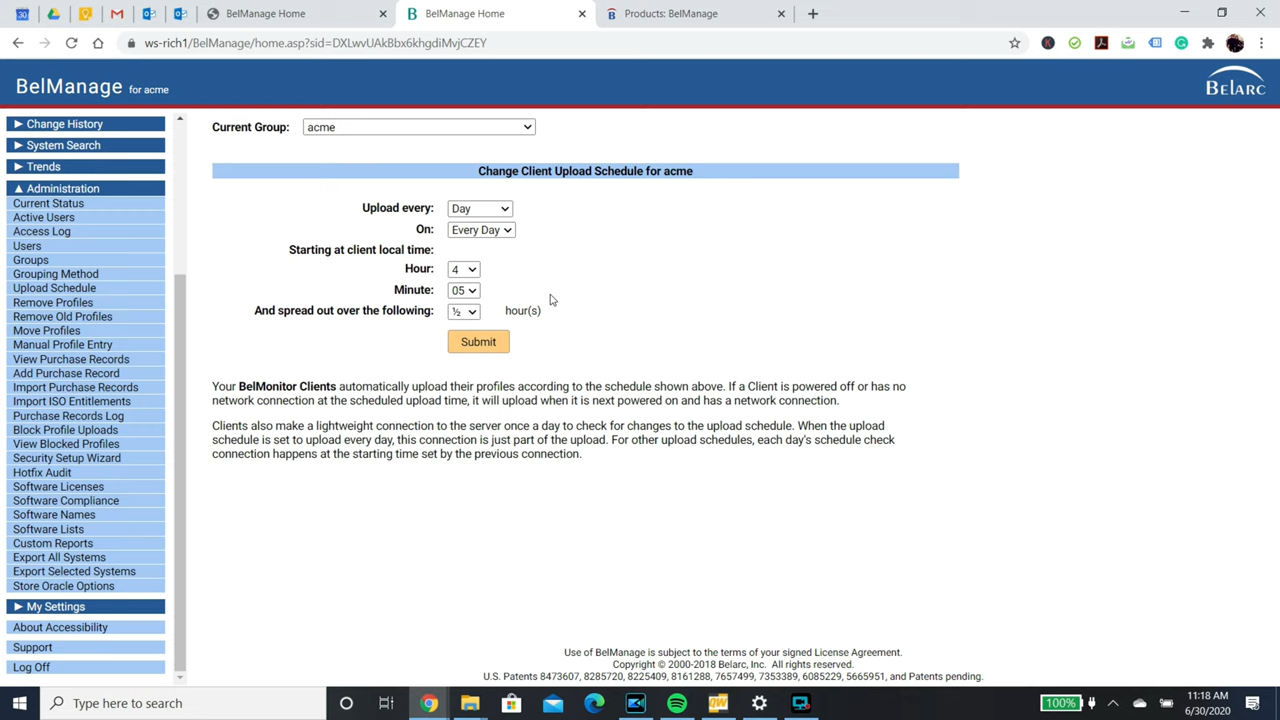 BelManage Home
BelManage Home
Products: BelManage
ws-rich1/BelManage/home.asp?sid=DXLwvUAkBbx6khgdiMvjCZEY
BelManage for acme
BELARC
Change History
System Search
Trends
Administration
Current Status
Active Users
Access Log
Users
Groups
Grouping Method
Upload Schedule
Remove Profiles
Remove Old Profiles
Move Profiles
Manual Profile Entry
View Purchase Records
Add Purchase Record
Import Purchase Records
Import ISO Entitlements
Purchase Records Log
Block Profile Uploads
View Blocked Profiles
Security Setup Wizard
Hotfix Audit
Software Licenses
Software Compliance
Software Names
Software Lists
Custom Reports
Export All Systems
Export Selected Systems
Store Oracle Options
My Settings
About Accessibility
Support
Log Off
Current Group: acme
Change Client Upload Schedule for acme
Upload every: Day
On: Every Day
Starting at client local time:
Hour: 4
Minute: 05
And spread out over the following: ½ hour(s)
Submit
Your BelMonitor Clients automatically upload their profiles according to the schedule shown above. If a Client is powered off or has no
network connection at the scheduled upload time, it will upload when it is next powered on and has a network connection.
Clients also make a lightweight connection to the server once a day to check for changes to the upload schedule. When the upload
schedule is set to upload every day, this connection is just part of the upload. For other upload schedules, each day's schedule check
connection happens at the starting time set by the previous connection.
Use of BelManage is subject to the terms of your signed License Agreement.
Copyright © 2000-2018 Belarc, Inc. All rights reserved.
U.S. Patents 8473607, 8285720, 8225409, 8161288, 7657499, 7353389, 6085229, 5665951, and Patents pending.
Type here to search
100%
11:18 AM
6/30/2020